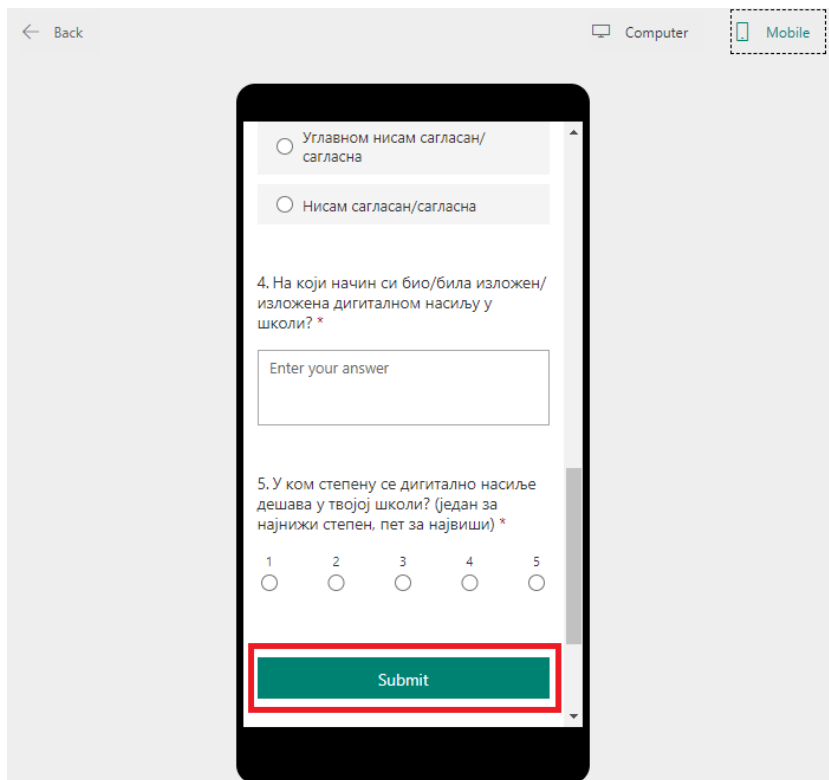 Back
Computer
Mobile
Углавном нисам сагласан/
сагласна
Нисам сагласан/сагласна
4. На који начин си био/била изложен/
изложена дигиталном насиљу у
школи? *
Enter your answer
5. У ком степену се дигитално насиље
дешава у твојој школи? (један за
најнижи степен, пет за највиши) *
1 2 3 4 5
Submit